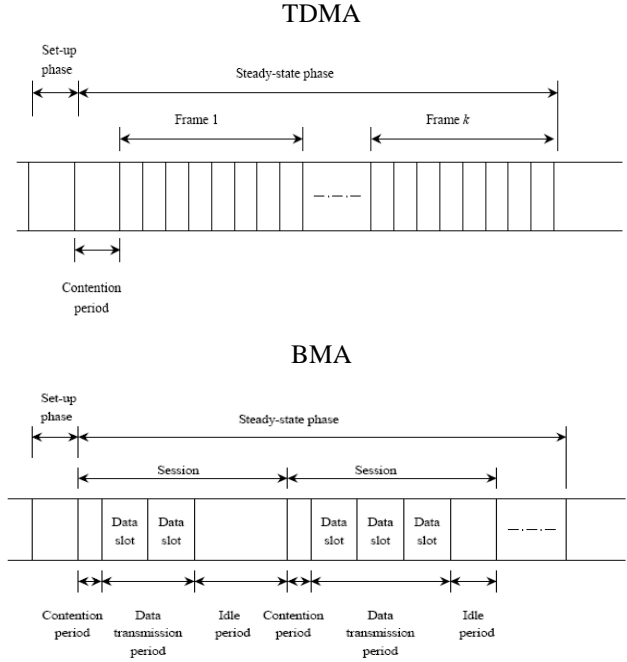 TDMA
Set-up
phase
Steady-state phase
Frame 1
Frame k
Contention
period
BMA
Set-up
phase
Steady-state phase
Session
Session
Data
slot
Data
slot
Data
slot
Data
slot
Data
slot
Contention
period
Data
transmission
period
Idle
period
Contention
period
Data
transmission
period
Idle
period